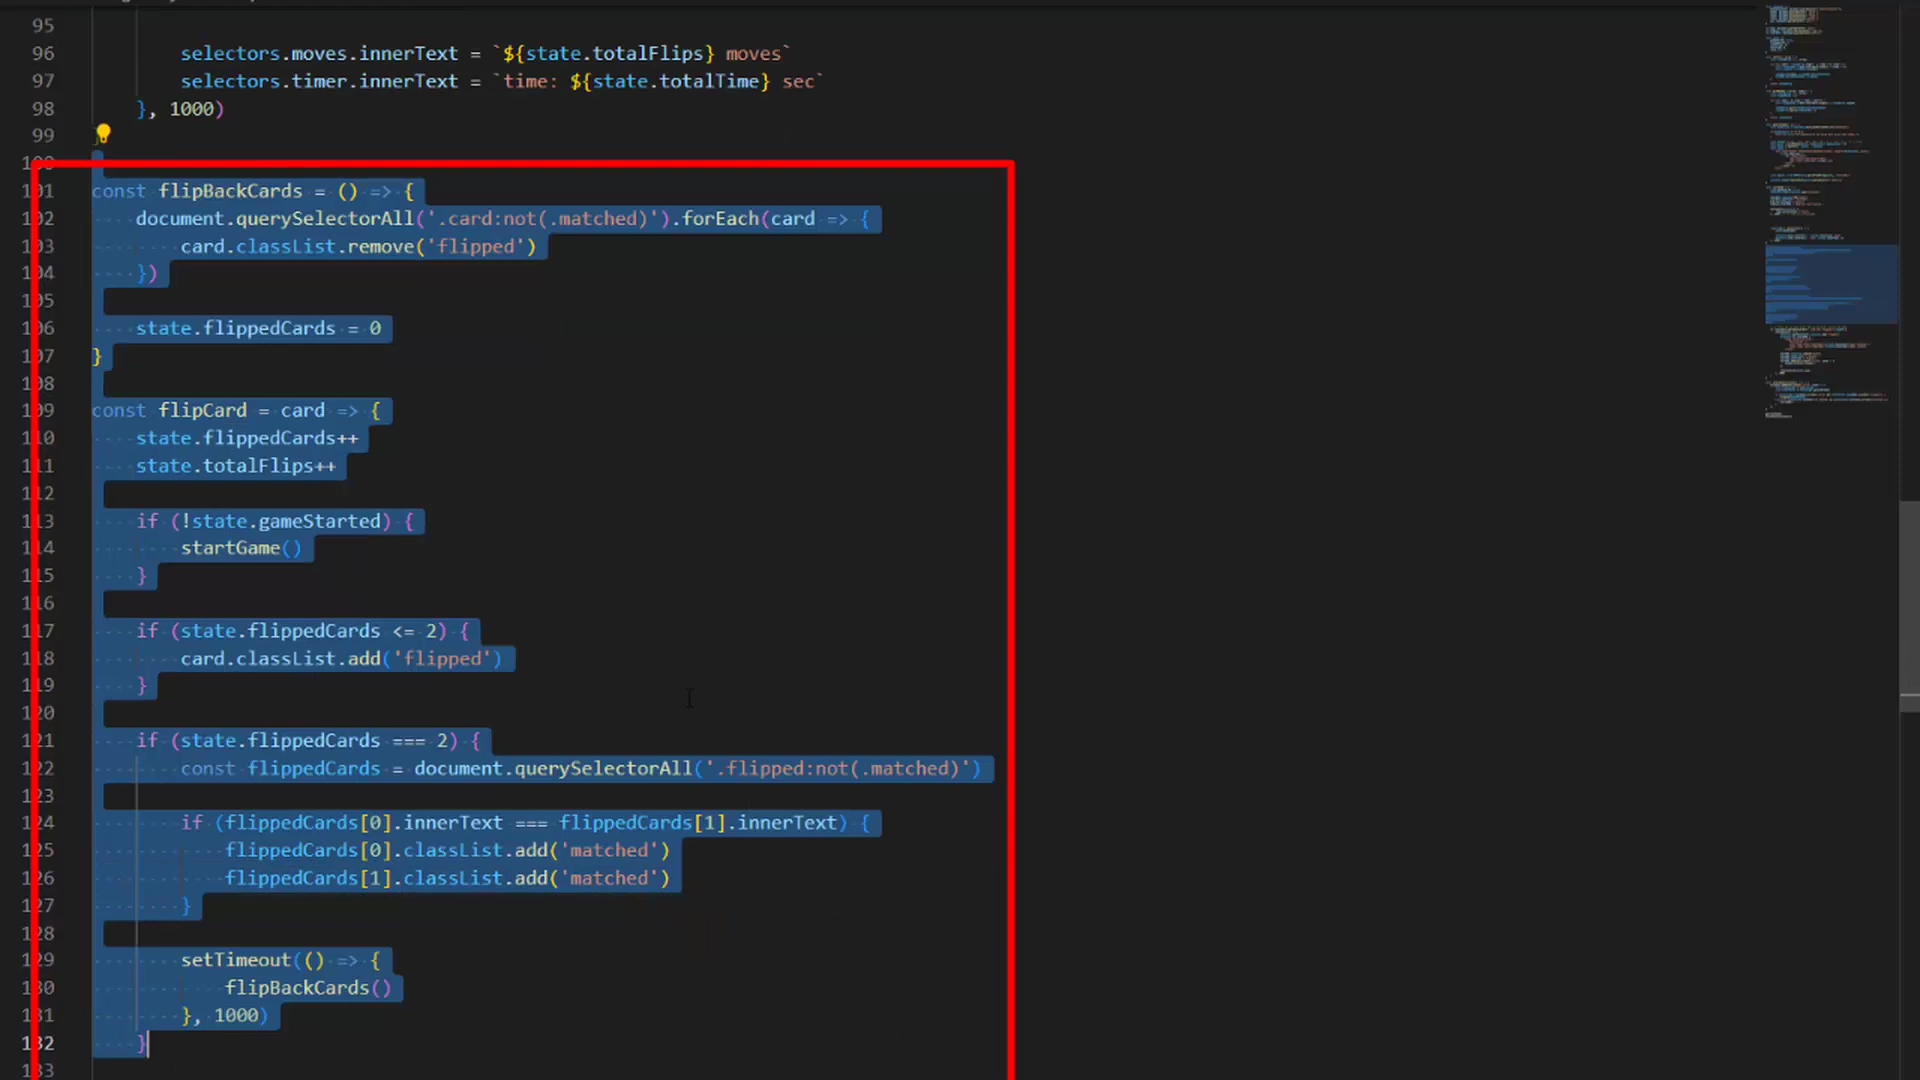 95
96 selectors.moves.innerText = `${state.totalFlips} moves`
97 selectors.timer.innerText = `time: ${state.totalTime} sec`
98 }, 1000)
99
100
101 const flipBackCards = () => {
102 document.querySelectorAll('.card:not(.matched)').forEach(card => {
103 card.classList.remove('flipped')
104 })
105
106 state.flippedCards = 0
107 }
108
109 const flipCard = card => {
110 state.flippedCards++
111 state.totalFlips++
112
113 if (!state.gameStarted) {
114 startGame()
115 }
116
117 if (state.flippedCards <= 2) {
118 card.classList.add('flipped')
119 }
120
121 if (state.flippedCards === 2) {
122 const flippedCards = document.querySelectorAll('.flipped:not(.matched)')
123
124 if (flippedCards[0].innerText === flippedCards[1].innerText) {
125 flippedCards[0].classList.add('matched')
126 flippedCards[1].classList.add('matched')
127 }
128
129 setTimeout(() => {
130 flipBackCards()
131 }, 1000)
132 }
133